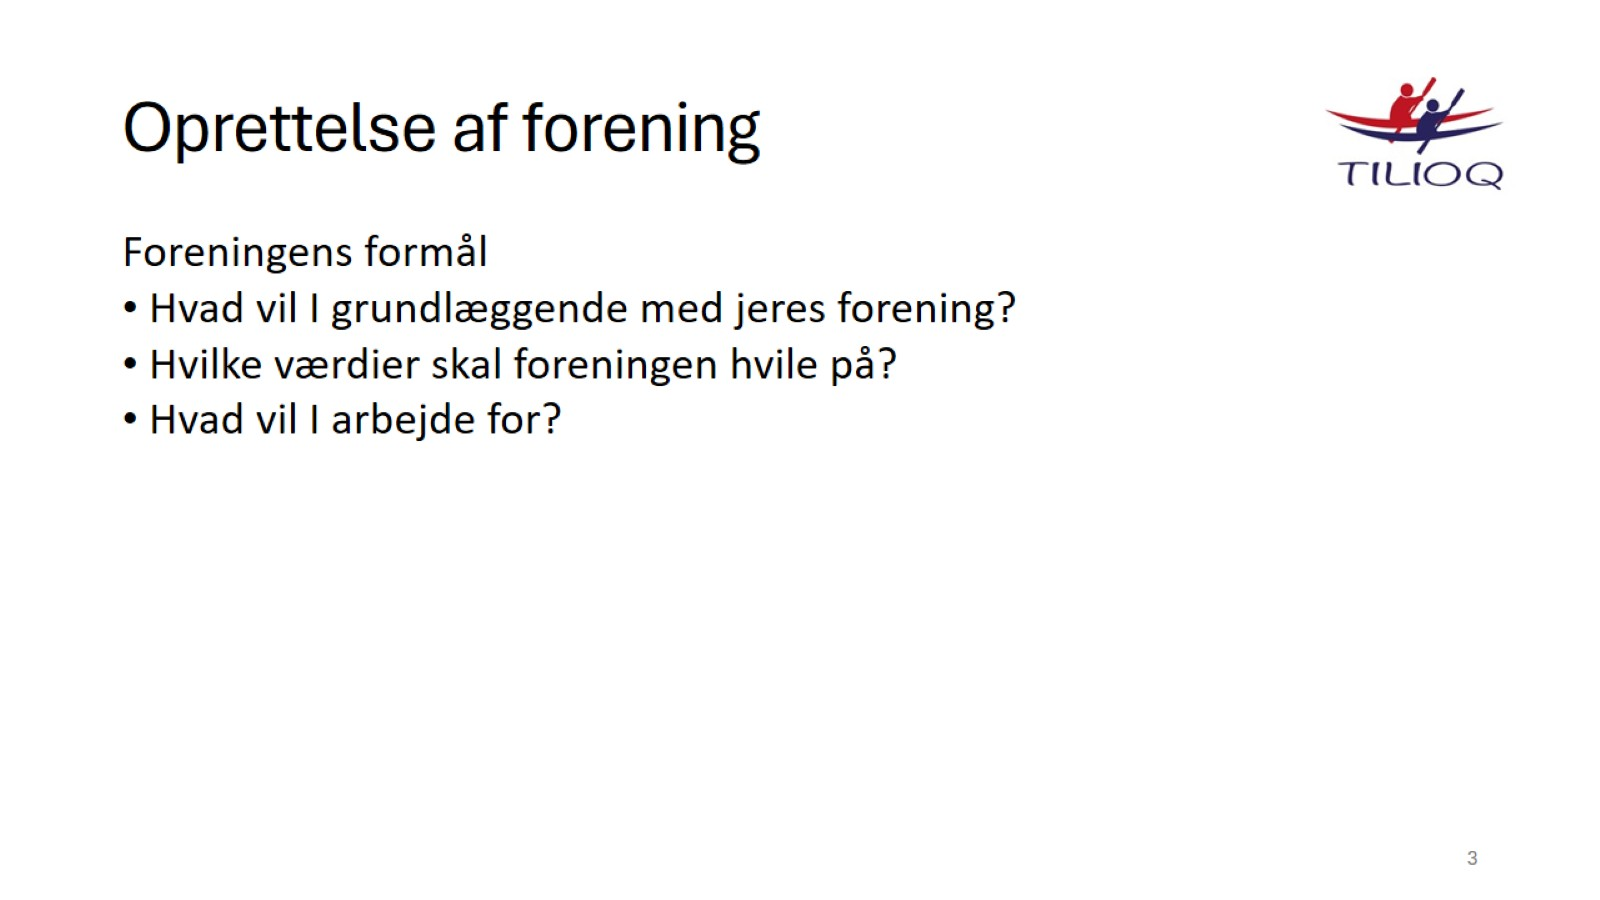 Oprettelse af forening
TILIOQ
Foreningens formål
• Hvad vil I grundlæggende med jeres forening?
• Hvilke værdier skal foreningen hvile på?
• Hvad vil I arbejde for?
3